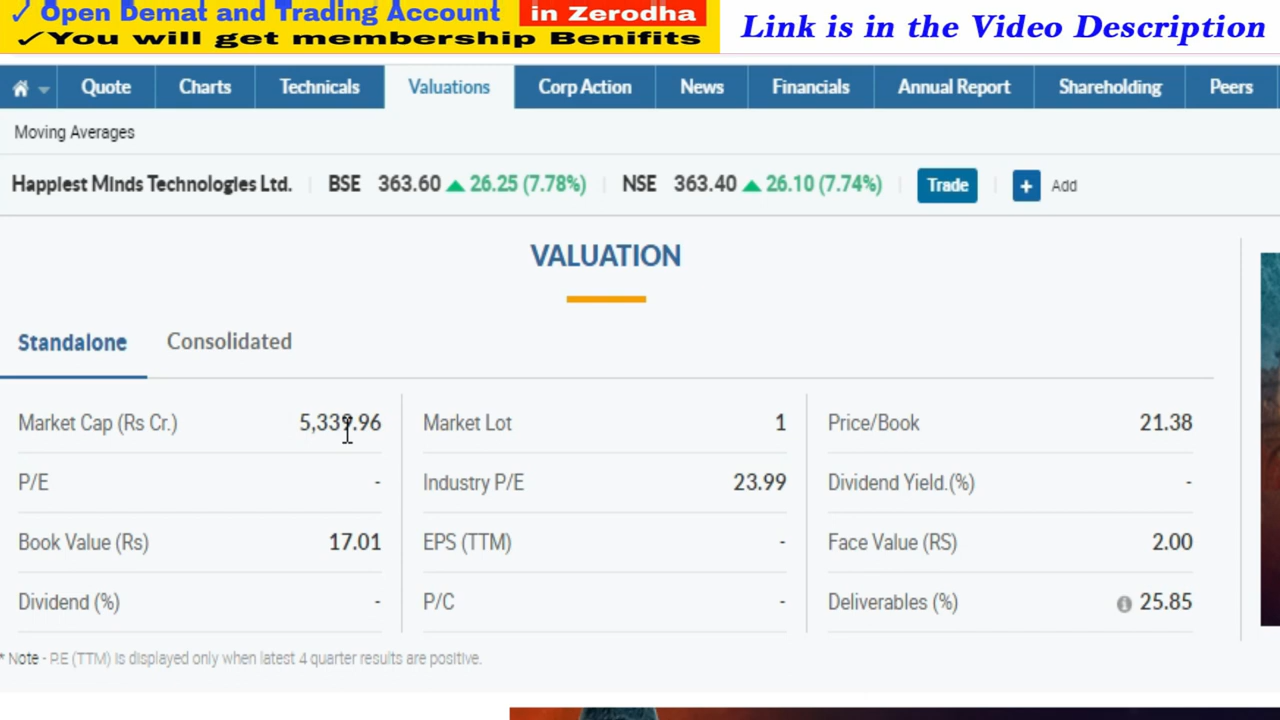 ✓ Open Demat and Trading Account in Zerodha
✓You will get membership Benifits
Link is in the Video Description
Quote Charts Technicals Valuations Corp Action News Financials Annual Report Shareholding Peers
Moving Averages
Happiest Minds Technologies Ltd. BSE 363.60 ▲ 26.25 (7.78%) NSE 363.40 ▲ 26.10 (7.74%) Trade + Add
VALUATION
Standalone Consolidated
Market Cap (Rs Cr.) 5,339.96 Market Lot 1 Price/Book 21.38
P/E - Industry P/E 23.99 Dividend Yield.(%) -
Book Value (Rs) 17.01 EPS (TTM) - Face Value (RS) 2.00
Dividend (%) - P/C - Deliverables (%) 25.85
* Note - P.E (TTM) is displayed only when latest 4 quarter results are positive.